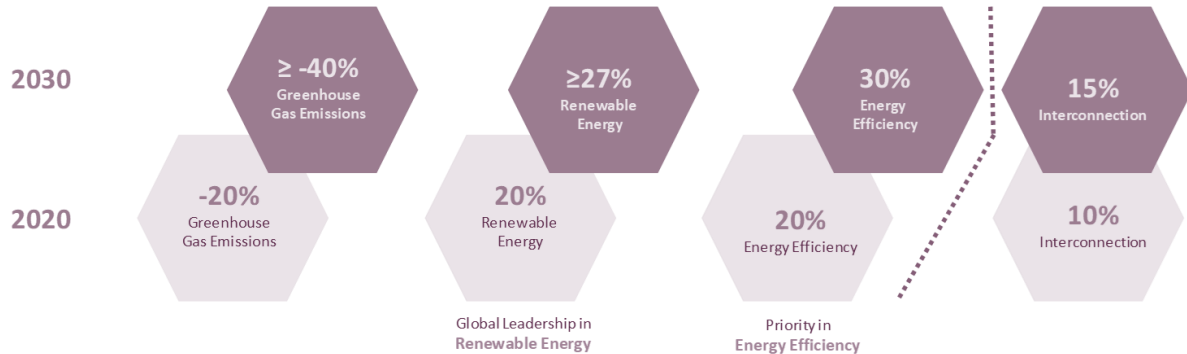 2030
≥ -40%
Greenhouse
Gas Emissions
≥27%
Renewable
Energy
30%
Energy
Efficiency
15%
Interconnection
2020
-20%
Greenhouse
Gas Emissions
20%
Renewable
Energy
20%
Energy Efficiency
10%
Interconnection
Global Leadership in
Renewable Energy
Priority in
Energy Efficiency